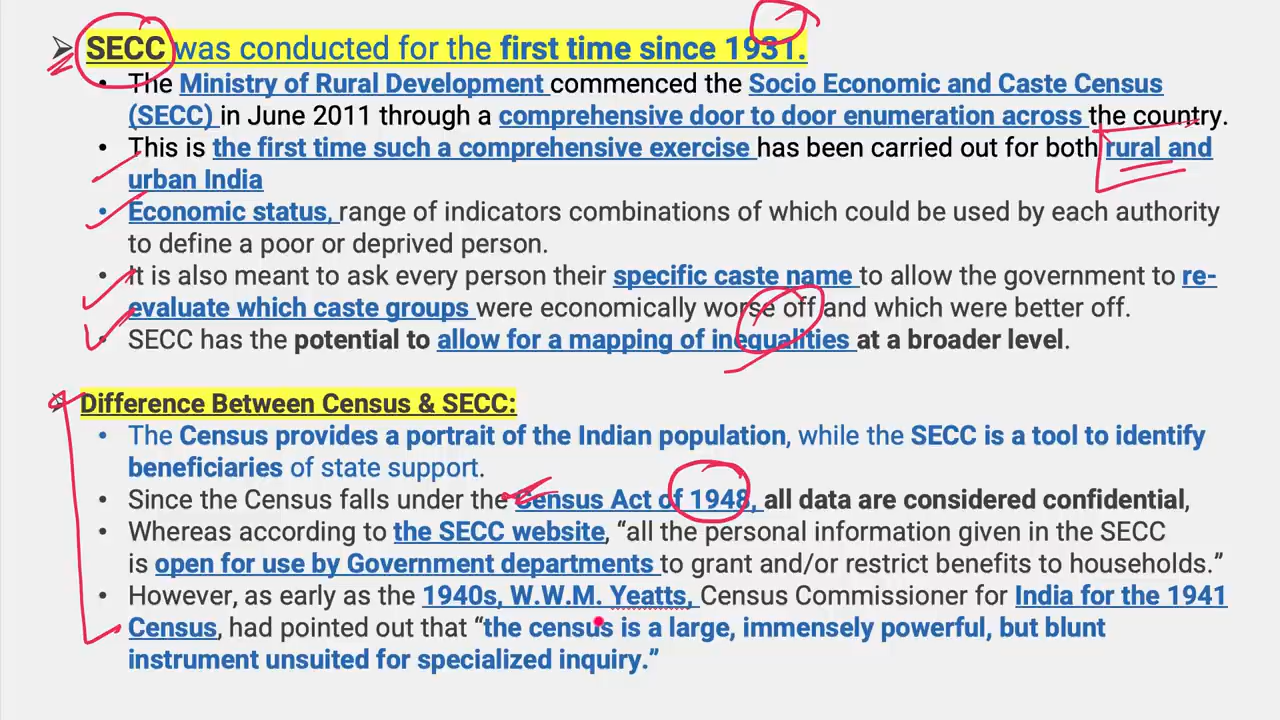 SECC was conducted for the first time since 1931.
• The Ministry of Rural Development commenced the Socio Economic and Caste Census
(SECC) in June 2011 through a comprehensive door to door enumeration across the country.
• This is the first time such a comprehensive exercise has been carried out for both rural and
urban India
• Economic status, range of indicators combinations of which could be used by each authority
to define a poor or deprived person.
• It is also meant to ask every person their specific caste name to allow the government to re-
evaluate which caste groups were economically worse off and which were better off.
• SECC has the potential to allow for a mapping of inequalities at a broader level.
Difference Between Census & SECC:
• The Census provides a portrait of the Indian population, while the SECC is a tool to identify
beneficiaries of state support.
• Since the Census falls under the Census Act of 1948, all data are considered confidential,
• Whereas according to the SECC website, “all the personal information given in the SECC
is open for use by Government departments to grant and/or restrict benefits to households.”
• However, as early as the 1940s, W.W.M. Yeatts, Census Commissioner for India for the 1941
Census, had pointed out that “the census is a large, immensely powerful, but blunt
instrument unsuited for specialized inquiry.”